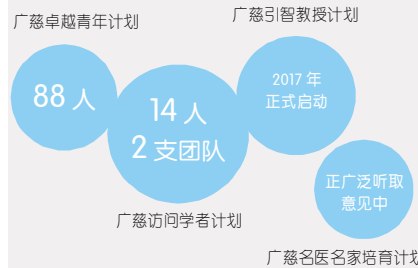 广慈卓越青年计划
88 人
14 人
2 支团队
广慈访问学者计划
广慈引智教授计划
2017 年
正式启动
正广泛听取
意见中
广慈名医名家培育计划